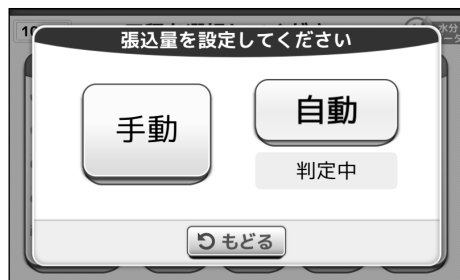 張込量を設定してください
手動
自動
判定中
もどる